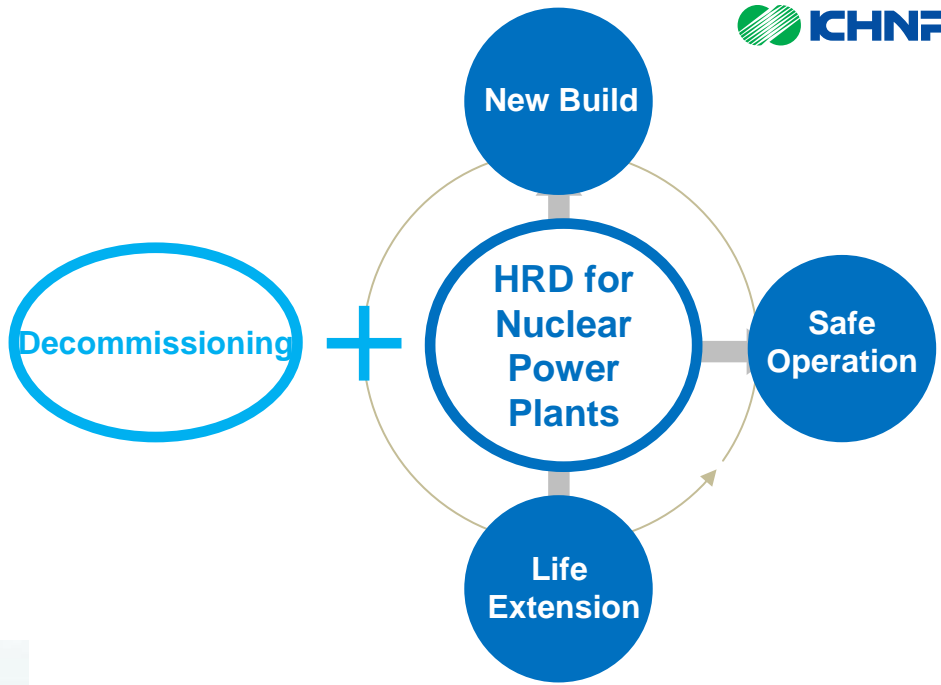 KHNP
New Build
HRD for
Nuclear
Power
Plants
Decommissioning
Safe
Operation
Life
Extension